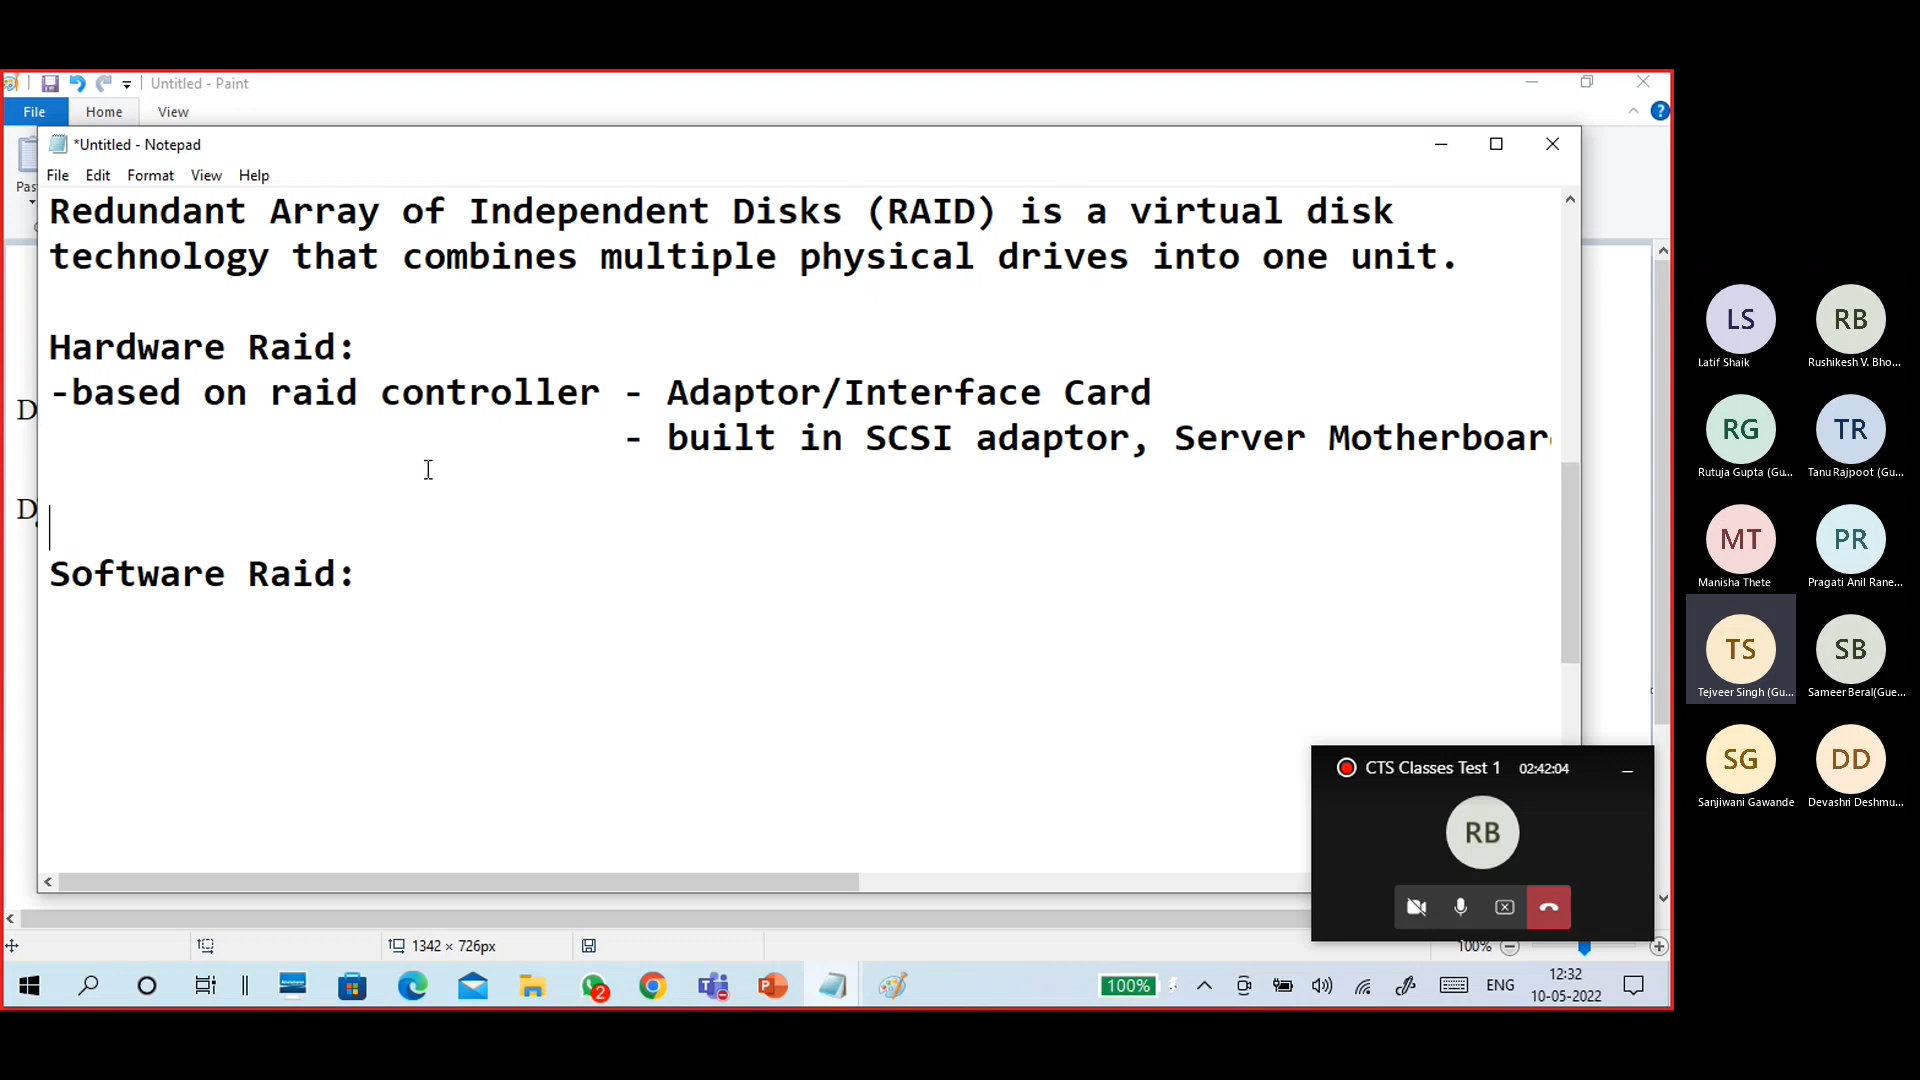 Untitled - Paint
File Home View
*Untitled - Notepad
File Edit Format View Help
Redundant Array of Independent Disks (RAID) is a virtual disk
technology that combines multiple physical drives into one unit.
Hardware Raid:
-based on raid controller - Adaptor/Interface Card
- built in SCSI adaptor, Server Motherboar
Software Raid:
Pas
D
D
CTS Classes Test 1 02:42:04
RB
1342 × 726px
100%
2
100%
ENG
12:32
10-05-2022
LS
Latif Shaik
RB
Rushikesh V. Bho...
RG
Rutuja Gupta (Gu...
TR
Tanu Rajpoot (Gu...
MT
Manisha Thete
PR
Pragati Anil Rane...
TS
Tejveer Singh (Gu...
SB
Sameer Beral(Gue...
SG
Sanjiwani Gawande
DD
Devashri Deshmu...